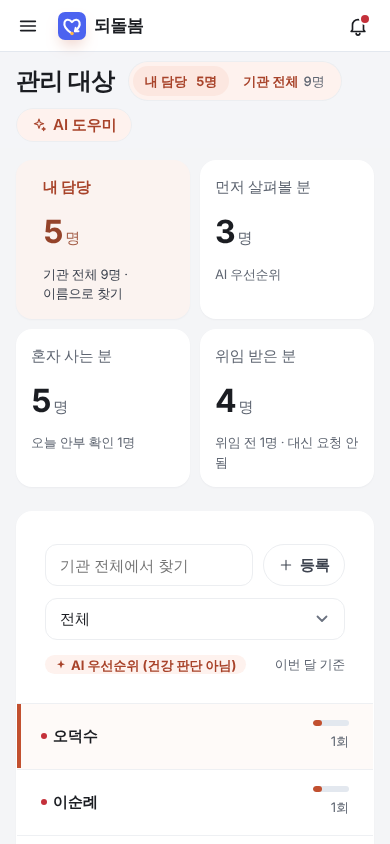 되돌봄
관리 대상
내 담당 5명 기관 전체 9명
AI 도우미
내 담당
5명
기관 전체 9명 ·
이름으로 찾기
먼저 살펴볼 분
3명
AI 우선순위
혼자 사는 분
5명
오늘 안부 확인 1명
위임 받은 분
4명
위임 전 1명 · 대신 요청 안
됨
기관 전체에서 찾기
+ 등록
전체
AI 우선순위 (건강 판단 아님)
이번 달 기준
오덕수
1회
이순례
1회